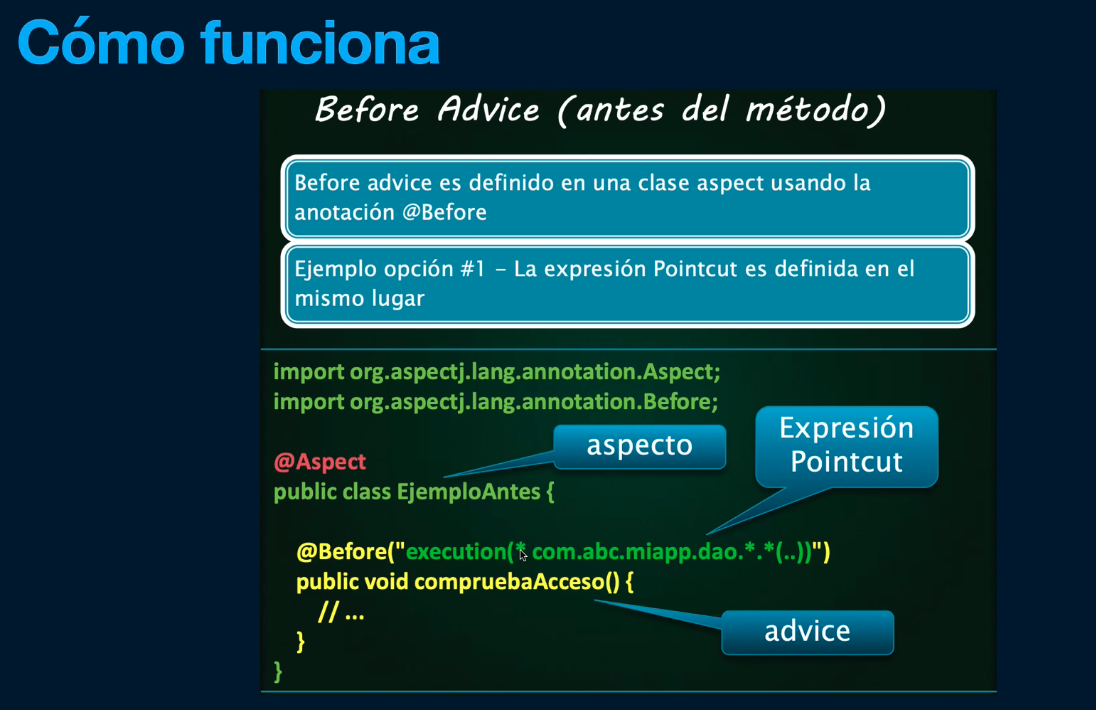 Cómo funciona
Before Advice (antes del método)
Before advice es definido en una clase aspect usando la
anotación @Before
Ejemplo opción #1 – La expresión Pointcut es definida en el
mismo lugar
import org.aspectj.lang.annotation.Aspect;
import org.aspectj.lang.annotation.Before;
aspecto
Expresión
Pointcut
@Aspect
public class EjemploAntes {
@Before("execution(* com.abc.miapp.dao.*.*(..))")
public void compruebaAcceso() {
// ...
}
advice
}